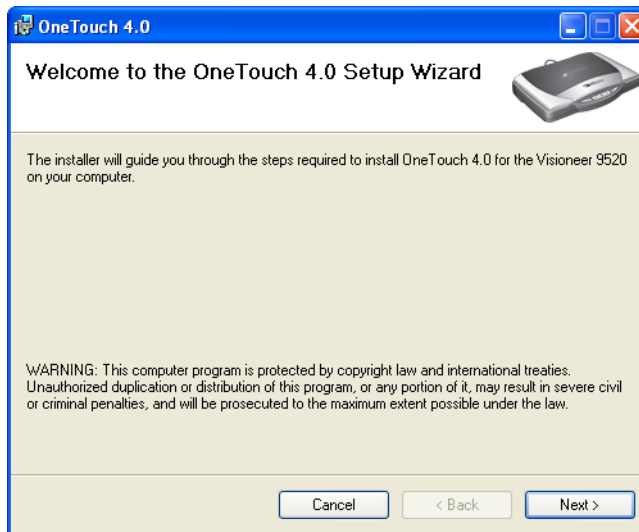 OneTouch 4.0
Welcome to the OneTouch 4.0 Setup Wizard
The installer will guide you through the steps required to install OneTouch 4.0 for the Visioneer 9520
on your computer.
WARNING: This computer program is protected by copyright law and international treaties.
Unauthorized duplication or distribution of this program, or any portion of it, may result in severe civil
or criminal penalties, and will be prosecuted to the maximum extent possible under the law.
Cancel
< Back
Next >